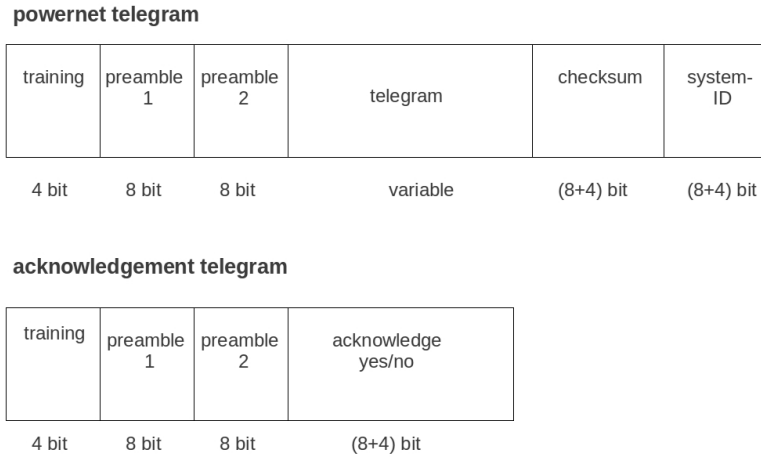 powernet telegram
training preamble preamble telegram checksum system-
1 2 ID
4 bit 8 bit 8 bit variable (8+4) bit (8+4) bit
acknowledgement telegram
training preamble preamble acknowledge
1 2 yes/no
4 bit 8 bit 8 bit (8+4) bit